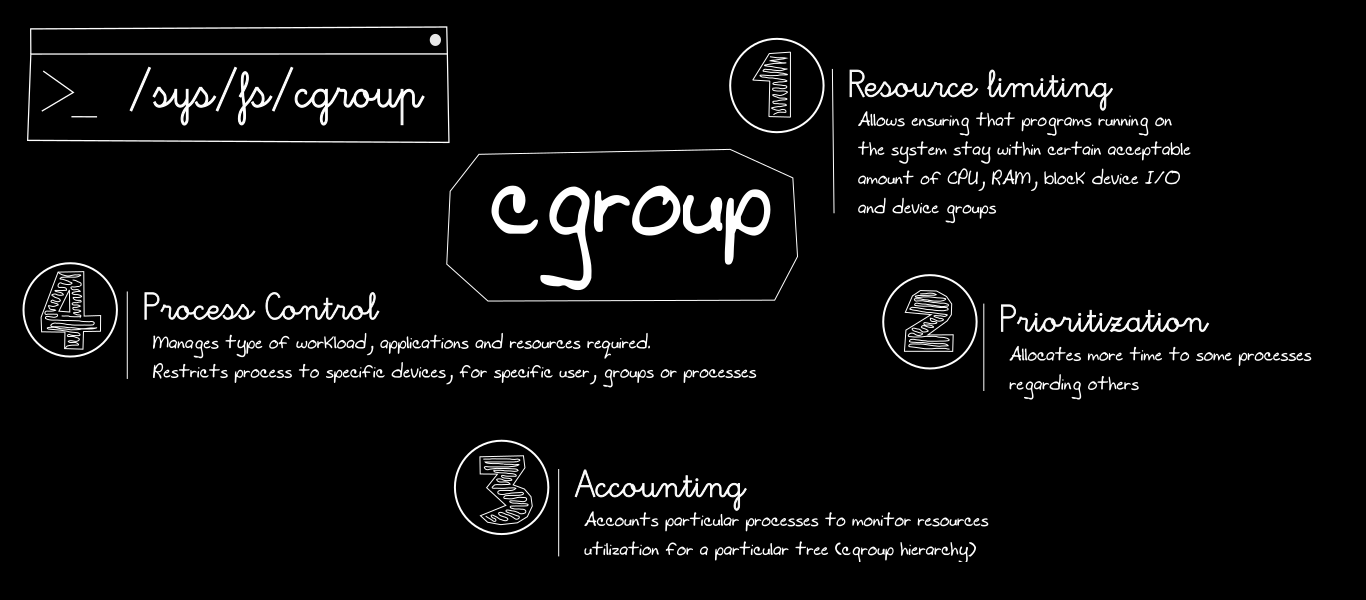 >_ /sys/fs/cgroup
cgroup
1
Resource limiting
Allows ensuring that programs running on
the system stay within certain acceptable
amount of CPU, RAM, block device I/O
and device groups
2
Prioritization
Allocates more time to some processes
regarding others
3
Accounting
Accounts particular processes to monitor resources
utilization for a particular tree (cgroup hierarchy)
4
Process Control
Manages type of workload, applications and resources required.
Restricts process to specific devices, for specific user, groups or processes